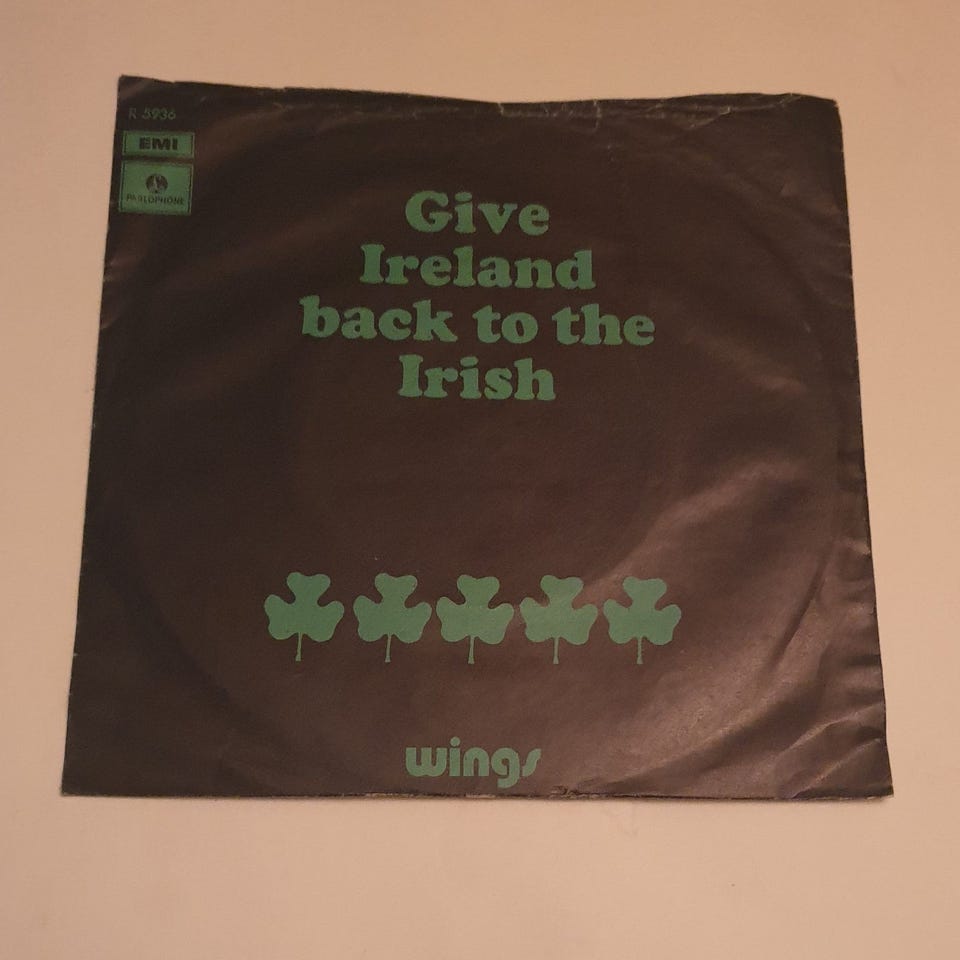 R 5936
EMI
PARLOPHONE
Give
Ireland
back to the
Irish
wings